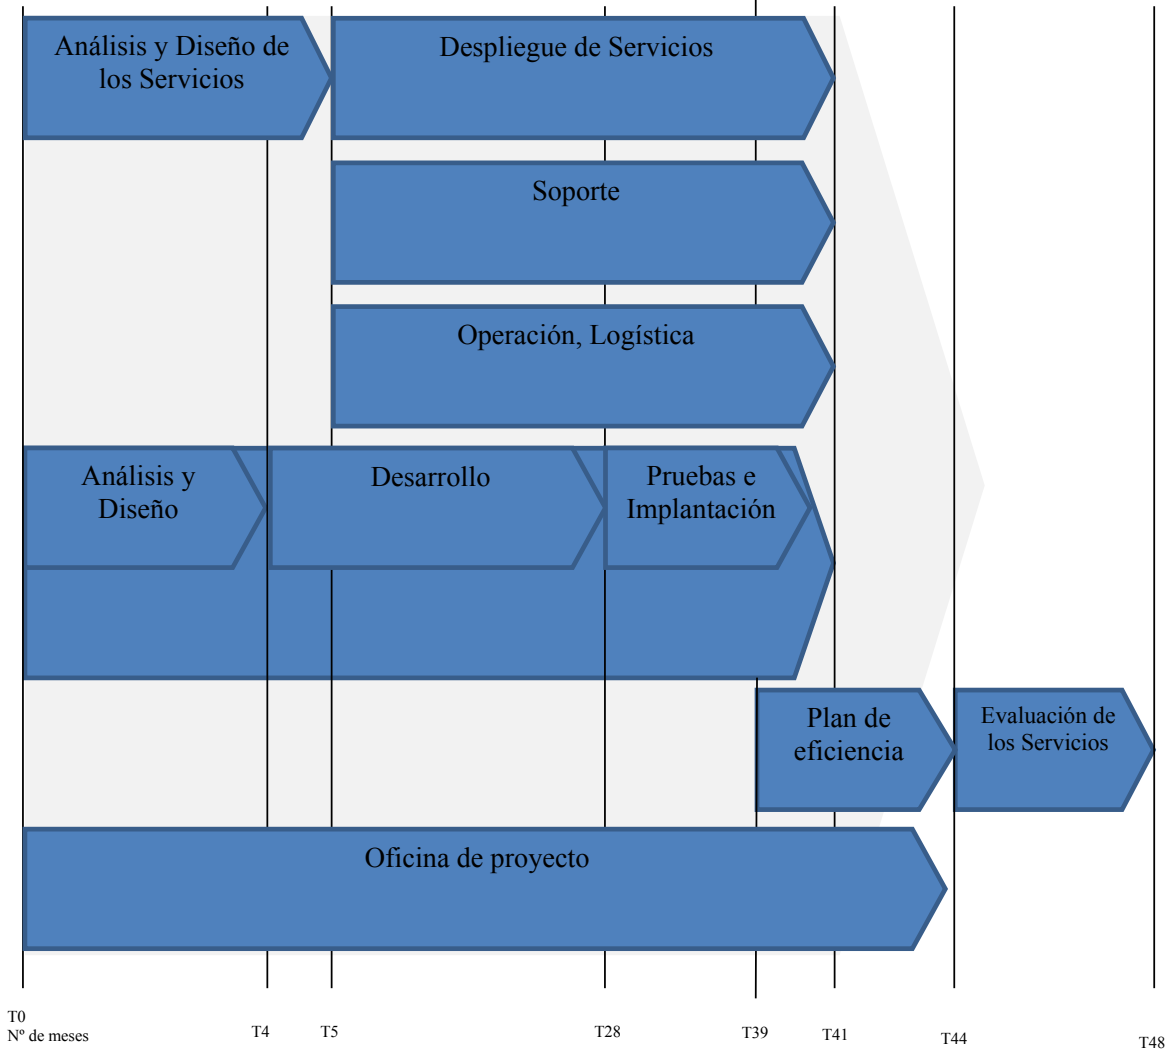 Análisis y Diseño de
los Servicios
Despliegue de Servicios
Soporte
Operación, Logística
Análisis y
Diseño
Desarrollo
Pruebas e
Implantación
Plan de
eficiencia
Evaluación de
los Servicios
Oficina de proyecto
T0
Nº de meses
T4
T5
T28
T39
T41
T44
T48